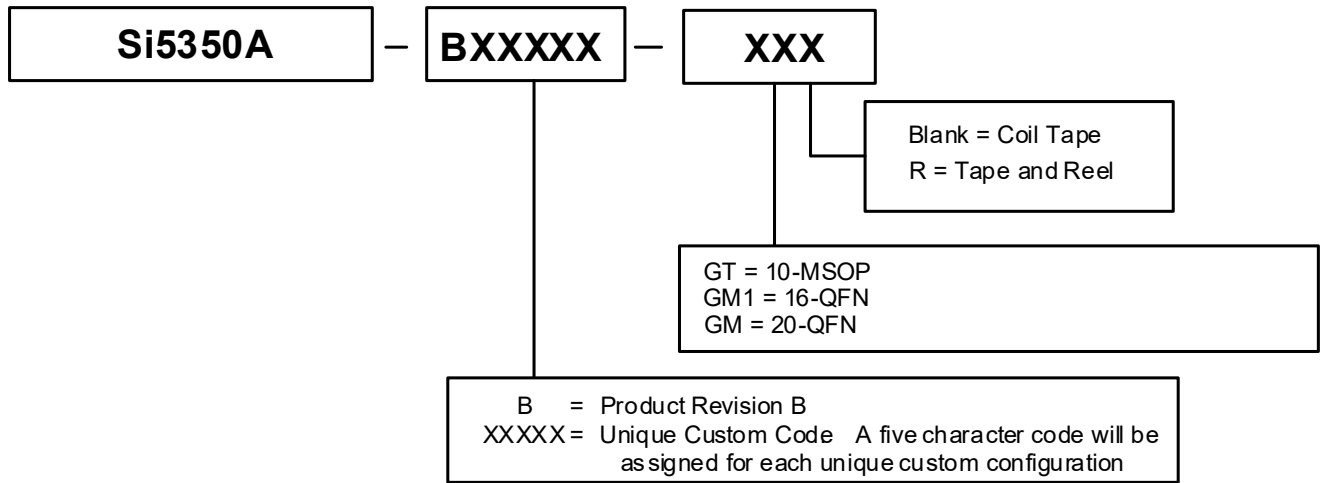 Si5350A – BXXXXX – XXX
Blank = Coil Tape
R = Tape and Reel
GT = 10-MSOP
GM1 = 16-QFN
GM = 20-QFN
B = Product Revision B
XXXXX = Unique Custom Code A five character code will be
assigned for each unique custom configuration